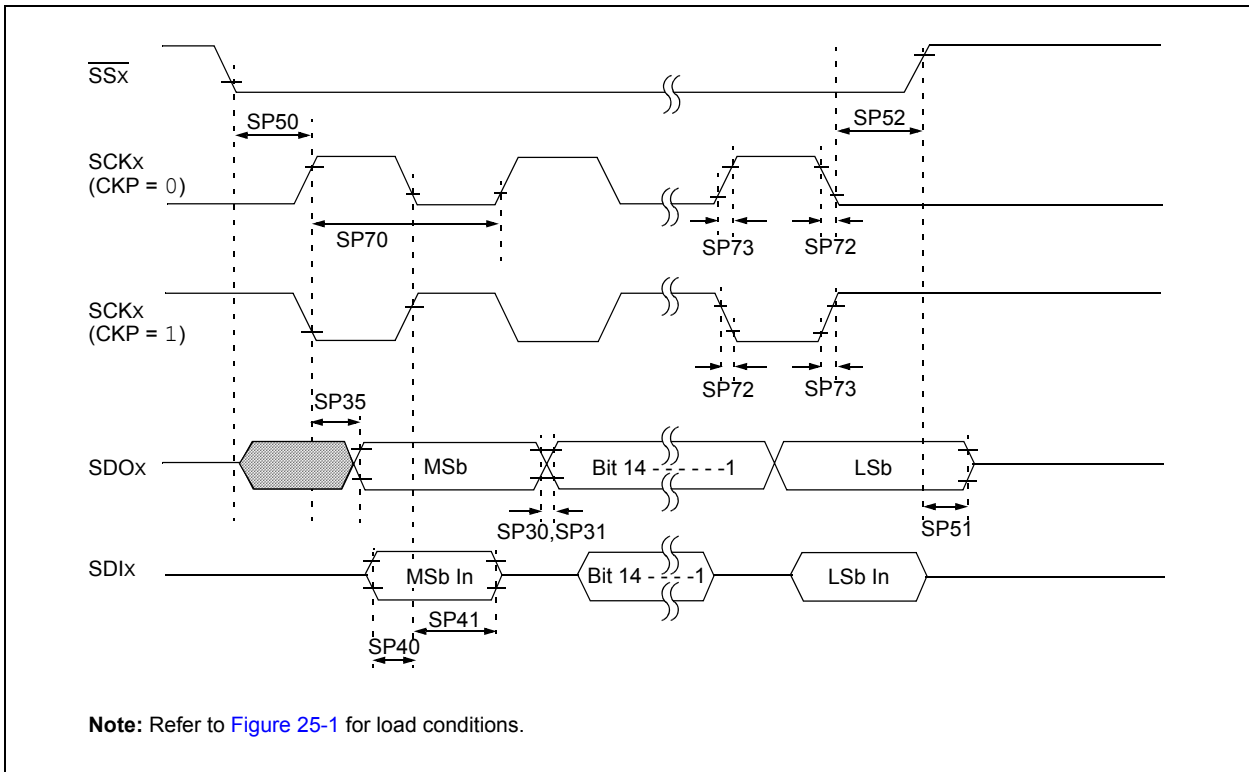 SSx
SP50
SP52
SCKx
(CKP = 0)
SP70
SP73
SP72
SCKx
(CKP = 1)
SP72
SP73
SP35
SDOx
MSb
Bit 14 - - - - - -1
LSb
SP30,SP31
SP51
SDIx
MSb In
Bit 14 - - - -1
LSb In
SP41
SP40
Note: Refer to Figure 25-1 for load conditions.